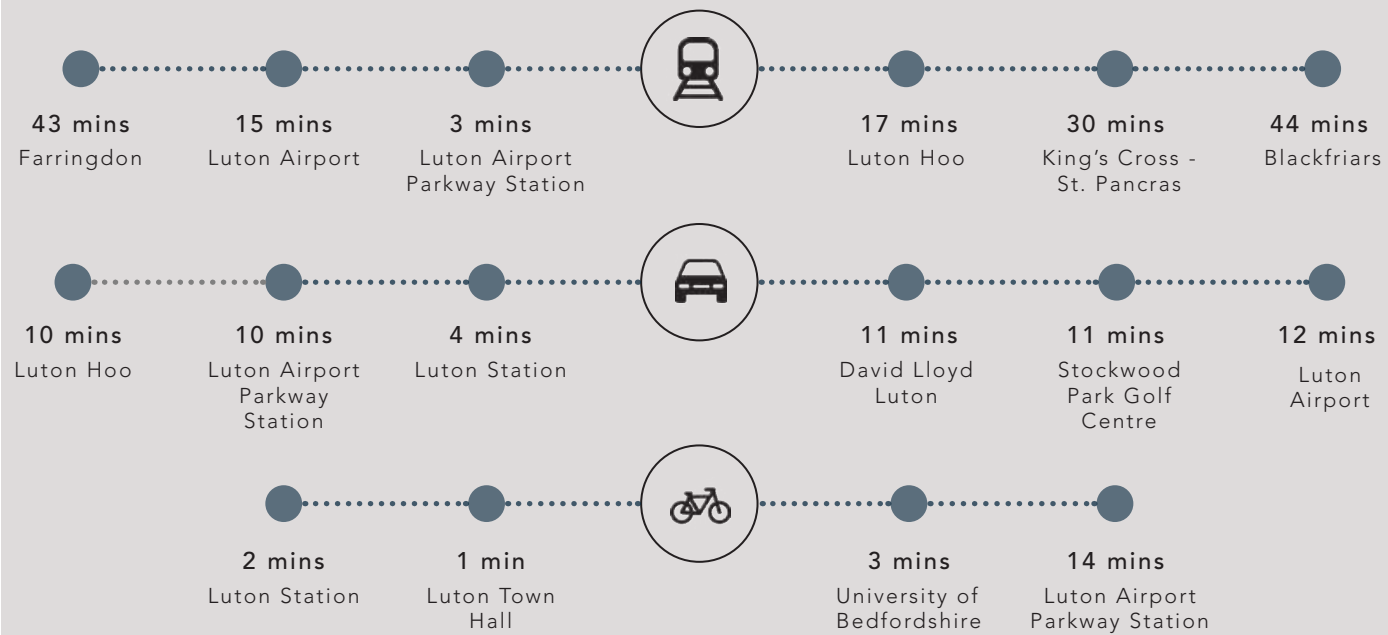 43 mins
Farringdon
15 mins
Luton Airport
3 mins
Luton Airport
Parkway Station
17 mins
Luton Hoo
30 mins
King's Cross -
St. Pancras
44 mins
Blackfriars
10 mins
Luton Hoo
10 mins
Luton Airport
Parkway
Station
4 mins
Luton Station
11 mins
David Lloyd
Luton
11 mins
Stockwood
Park Golf
Centre
12 mins
Luton
Airport
2 mins
Luton Station
1 min
Luton Town
Hall
3 mins
University of
Bedfordshire
14 mins
Luton Airport
Parkway Station